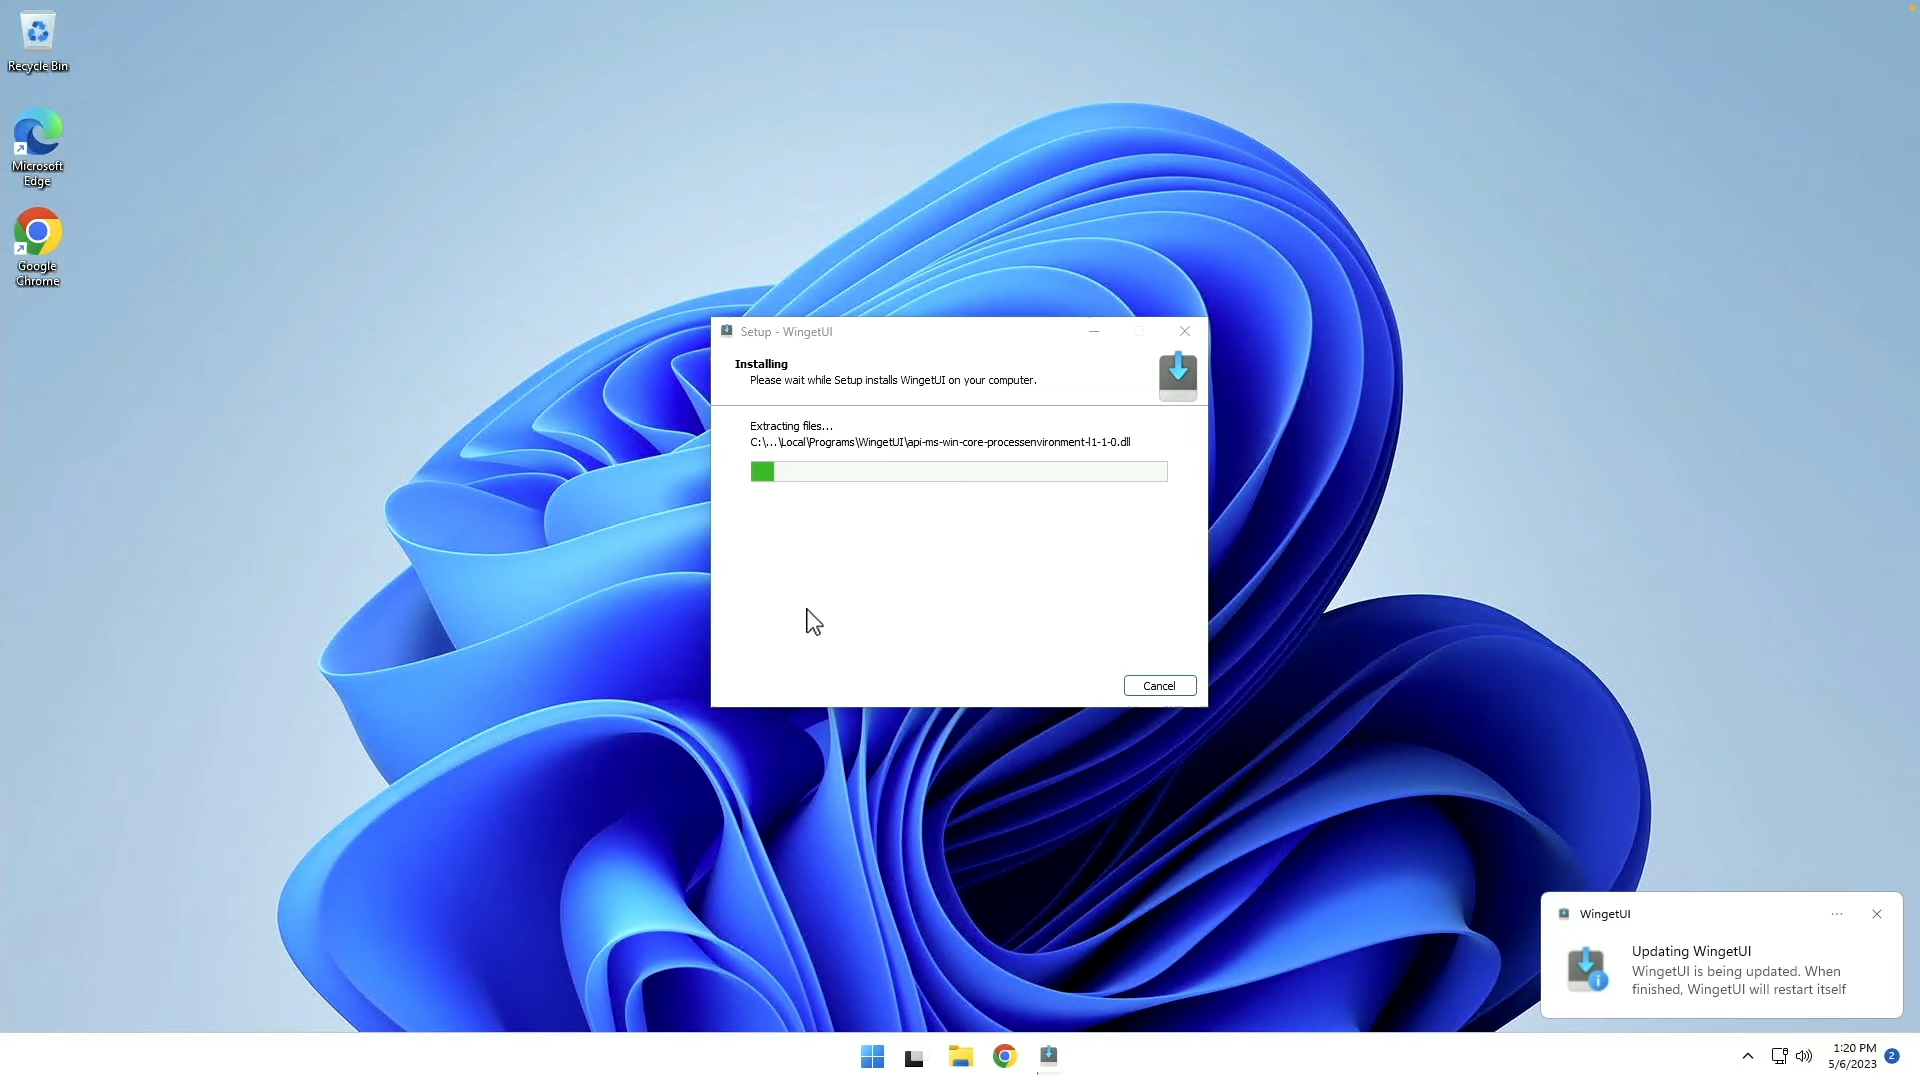 Recycle Bin
Microsoft
Edge
Google
Chrome
Setup - WingetUI
Installing
Please wait while Setup installs WingetUI on your computer.
Extracting files...
C:\...\Local\Programs\WingetUI\api-ms-win-core-processenvironment-l1-1-0.dll
Cancel
WingetUI
Updating WingetUI
WingetUI is being updated. When
finished, WingetUI will restart itself
1:20 PM
5/6/2023
2